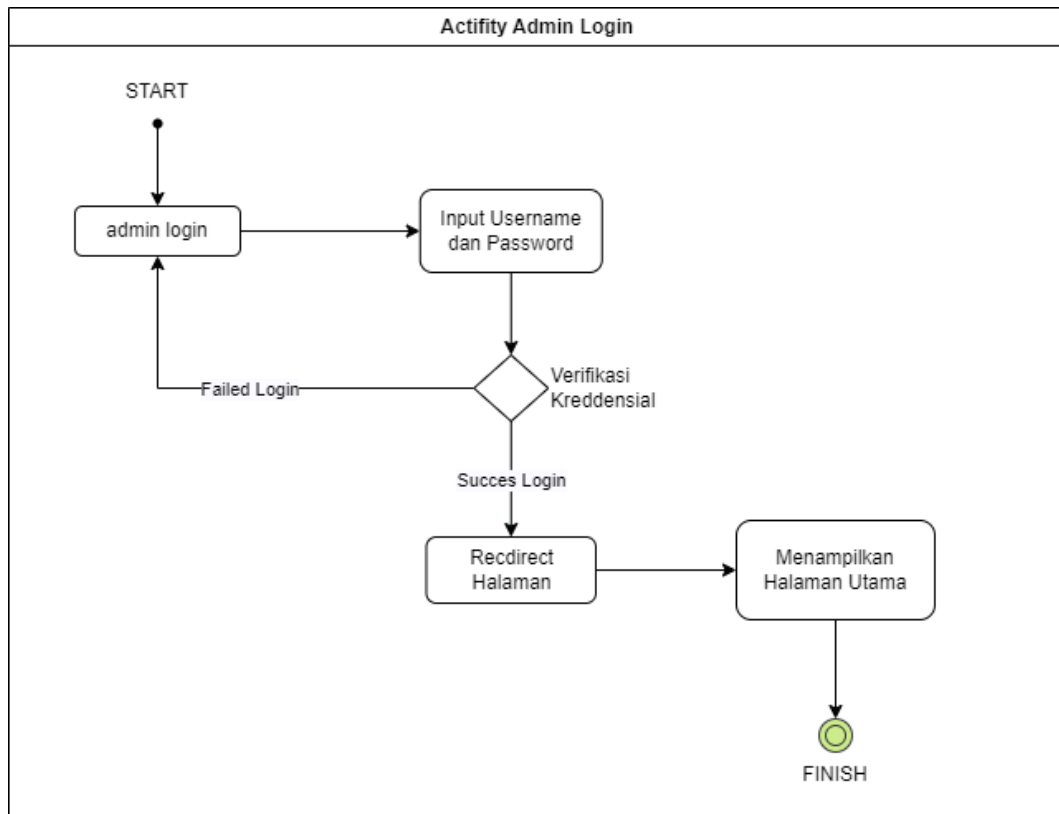 Actifity Admin Login
START
admin login
Input Username
dan Password
Verifikasi
Kreddensial
Failed Login
Succes Login
Recdirect
Halaman
Menampilkan
Halaman Utama
FINISH